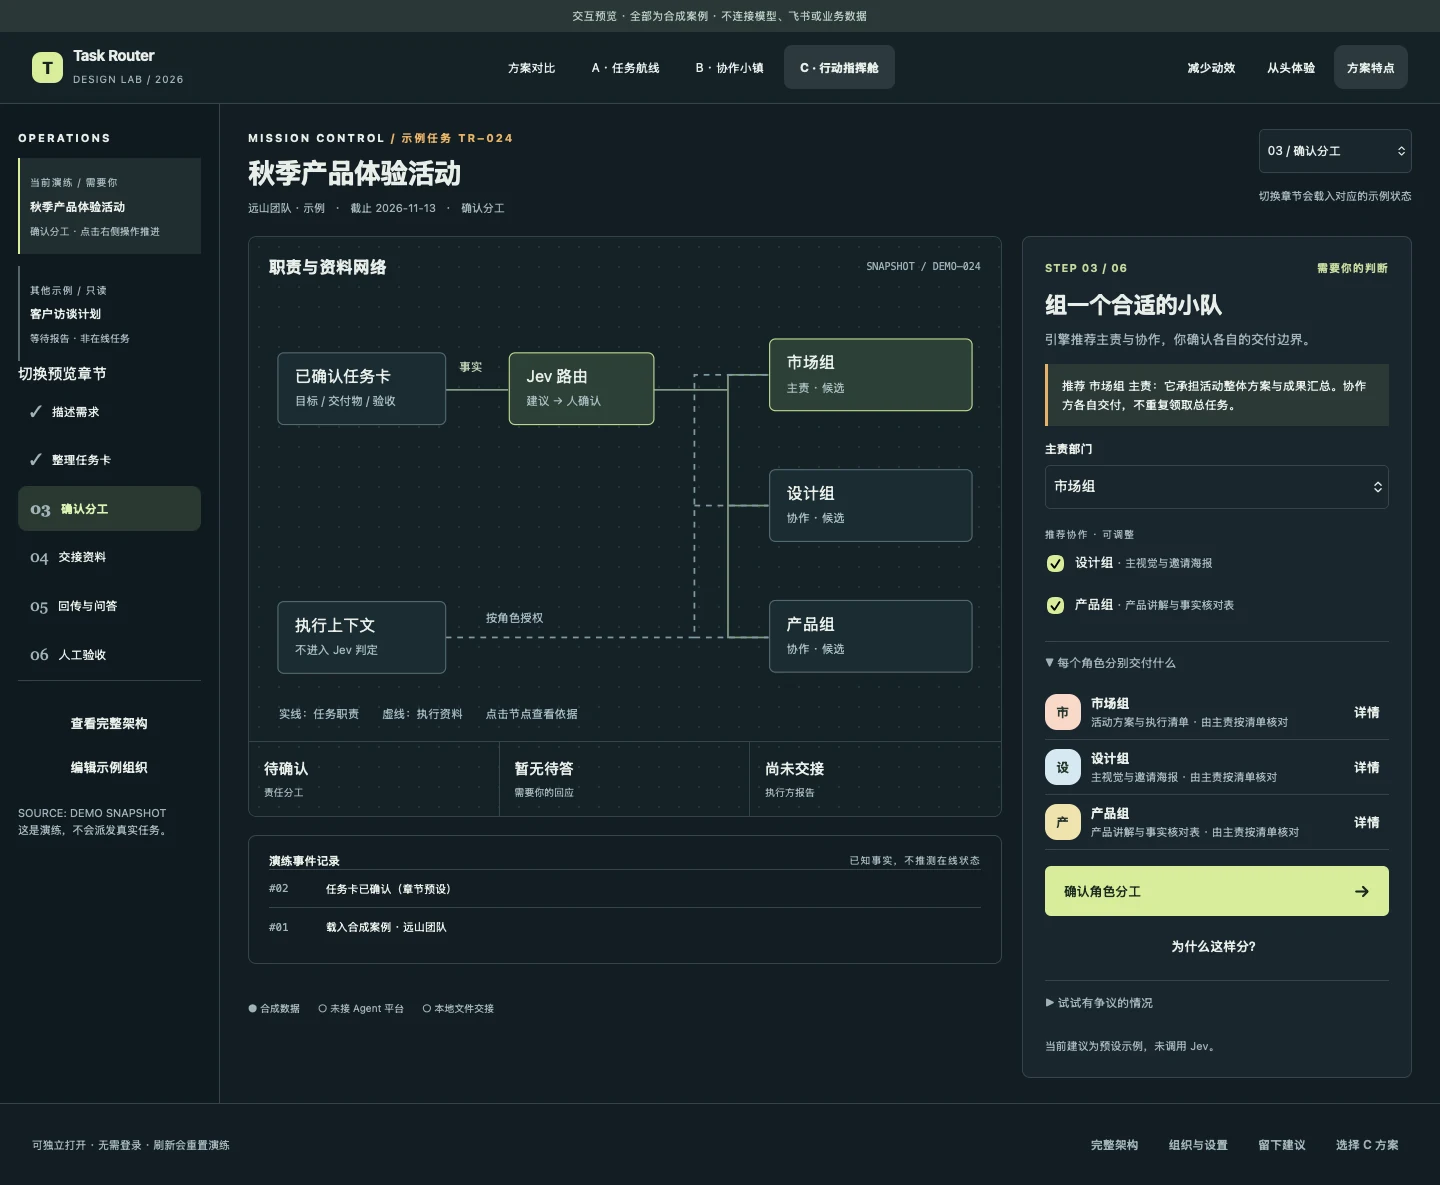 交互预览 · 全部为合成案例 · 不连接模型、飞书或业务数据
T
Task Router
DESIGN LAB / 2026
方案对比
A · 任务航线
B · 协作小镇
C · 行动指挥舱
减少动效
从头体验
方案特点
OPERATIONS
当前演练 / 需要你
秋季产品体验活动
确认分工 · 点击右侧操作推进
其他示例 / 只读
客户访谈计划
等待报告 · 非在线任务
切换预览章节
✓ 描述需求
✓ 整理任务卡
03 确认分工
04 交接资料
05 回传与问答
06 人工验收
查看完整架构
编辑示例组织
SOURCE: DEMO SNAPSHOT
这是演练，不会派发真实任务。
MISSION CONTROL / 示例任务 TR—024
秋季产品体验活动
远山团队 · 示例 · 截止 2026-11-13 · 确认分工
03 / 确认分工
切换章节会载入对应的示例状态
职责与资料网络
SNAPSHOT / DEMO—024
已确认任务卡
目标 / 交付物 / 验收
事实
Jev 路由
建议 → 人确认
市场组
主责 · 候选
设计组
协作 · 候选
产品组
协作 · 候选
执行上下文
不进入 Jev 判定
按角色授权
实线：任务职责
虚线：执行资料
点击节点查看依据
待确认
责任分工
暂无待答
需要你的回应
尚未交接
执行方报告
演练事件记录
已知事实，不推测在线状态
#02 任务卡已确认（章节预设）
#01 载入合成案例 · 远山团队
合成数据
未接 Agent 平台
本地文件交接
STEP 03 / 06
需要你的判断
组一个合适的小队
引擎推荐主责与协作，你确认各自的交付边界。
推荐 市场组 主责：它承担活动整体方案与成果汇总。协作
方各自交付，不重复领取总任务。
主责部门
市场组
推荐协作 · 可调整
设计组 · 主视觉与邀请海报
产品组 · 产品讲解与事实核对表
▼ 每个角色分别交付什么
市
市场组
活动方案与执行清单 · 由主责按清单核对
详情
设
设计组
主视觉与邀请海报 · 由主责按清单核对
详情
产
产品组
产品讲解与事实核对表 · 由主责按清单核对
详情
确认角色分工 →
为什么这样分？
▶ 试试有争议的情况
当前建议为预设示例，未调用 Jev。
可独立打开 · 无需登录 · 刷新会重置演练
完整架构
组织与设置
留下建议
选择 C 方案